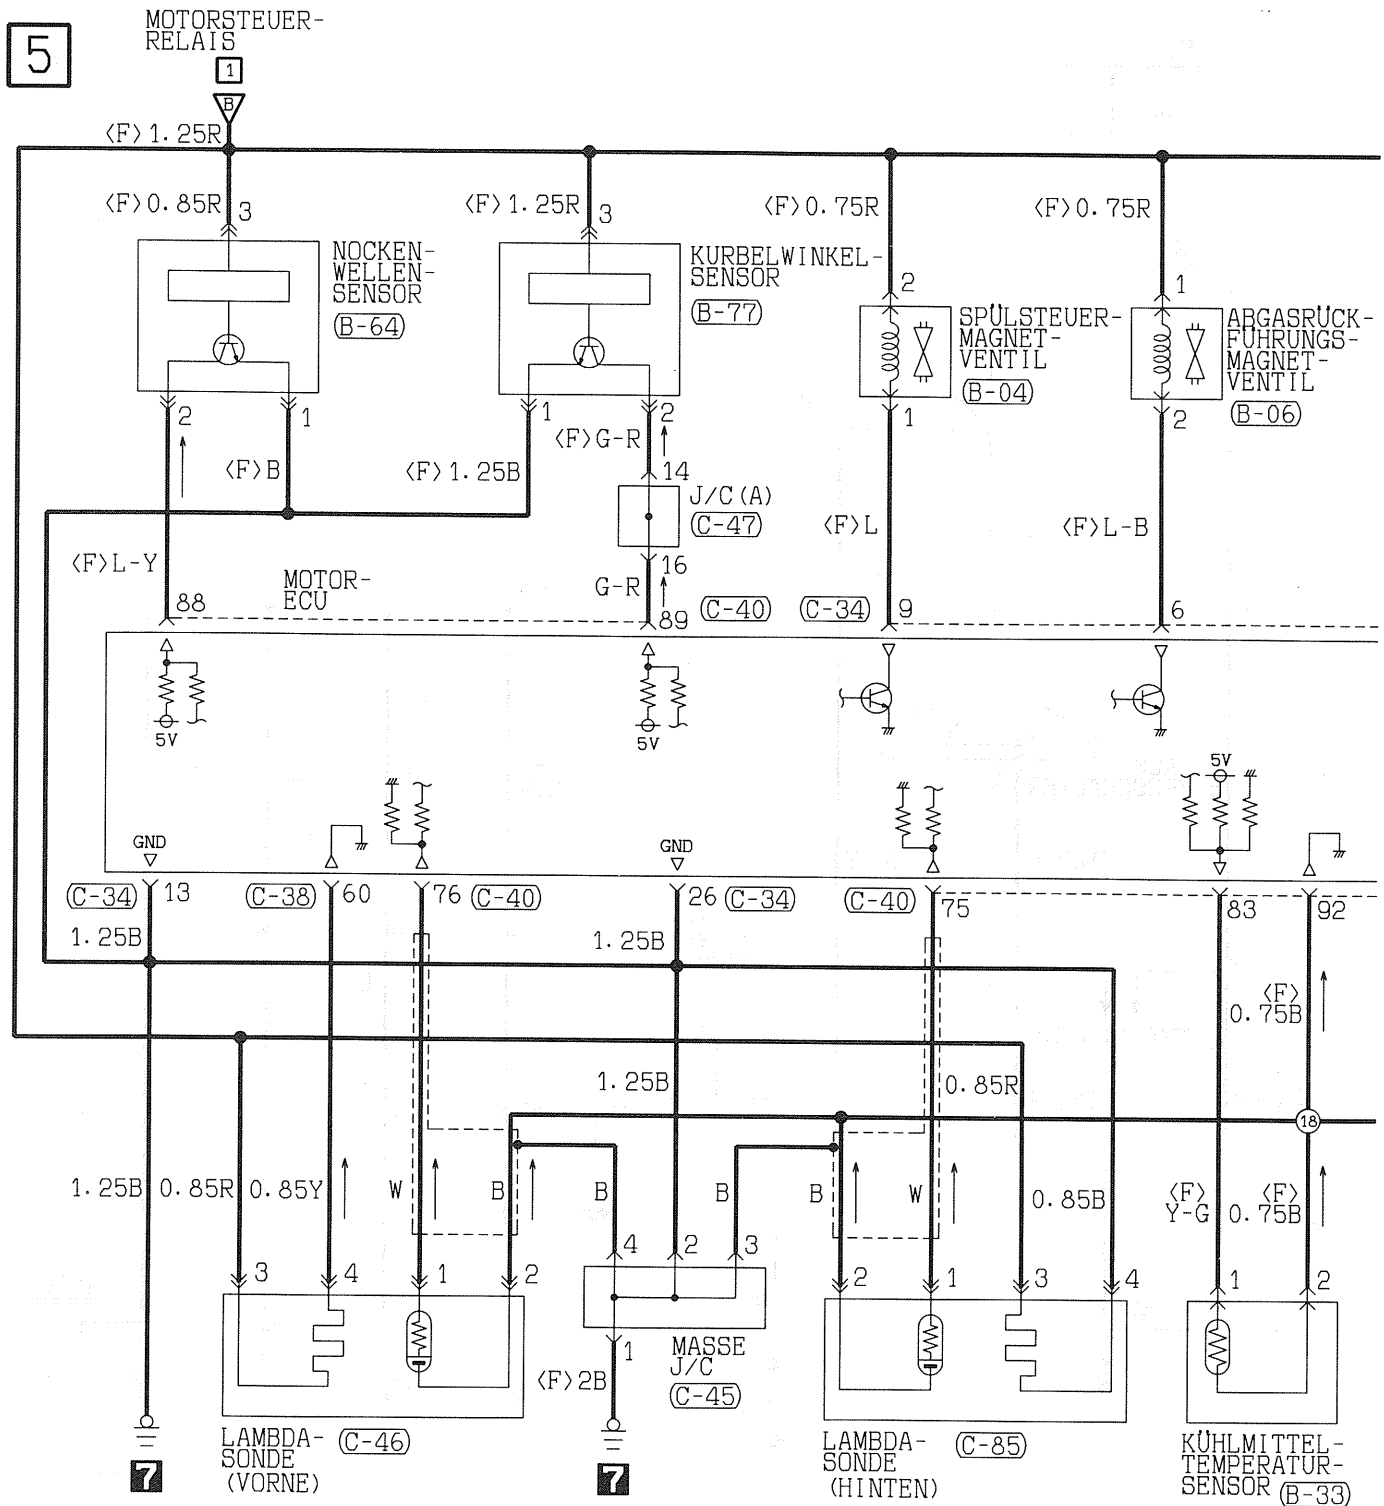 5
MOTORSTEUER-
RELAIS
1
B
<F>1.25R
<F>0.85R
3
<F>1.25R
3
<F>0.75R
<F>0.75R
NOCKEN-
WELLEN-
SENSOR
(B-64)
KURBELWINKEL-
SENSOR
(B-77)
2
SPÜLSTEUER-
MAGNET-
VENTIL
(B-04)
1
ABGASRÜCK-
FÜHRUNGS-
MAGNET-
VENTIL
(B-06)
2
1
1
2
1
2
<F>B
<F>1.25B
<F>G-R
14
J/C(A)
(C-47)
<F>L
<F>L-B
<F>L-Y
16
MOTOR-
ECU
G-R
88
89
(C-40)
(C-34)
9
6
5V
5V
5V
GND
GND
(C-34)
13
(C-38)
60
76
(C-40)
26
(C-34)
(C-40)
75
83
92
1.25B
1.25B
<F>
0.75B
1.25B
0.85R
18
1.25B
0.85R
0.85Y
W
B
B
B
B
W
0.85B
<F>
Y-G
<F>
0.75B
3
4
1
2
4
2
3
2
1
3
4
1
2
1
<F>2B
MASSE
J/C
(C-45)
LAMBDA-
SONDE
(VORNE)
(C-46)
7
7
LAMBDA-
SONDE
(HINTEN)
(C-85)
KÜHLMITTEL-
TEMPERATUR-
SENSOR
(B-33)